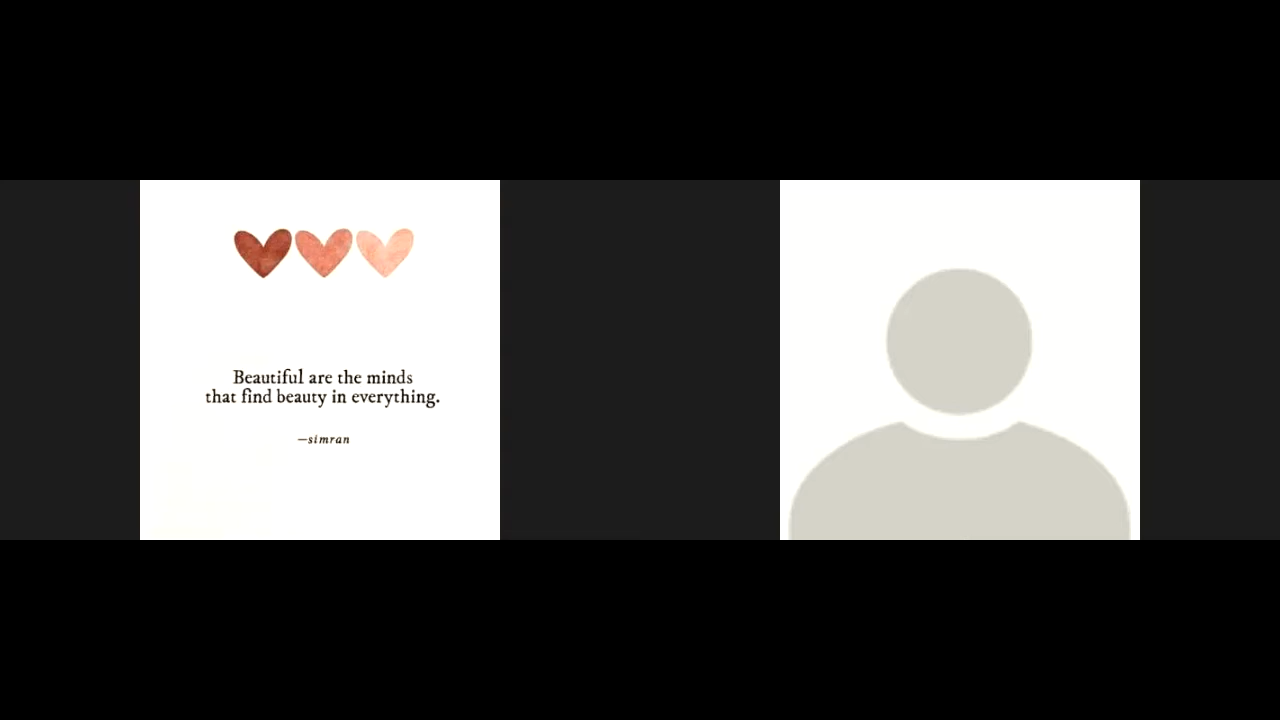 Beautiful are the minds
that find beauty in everything.
—simran